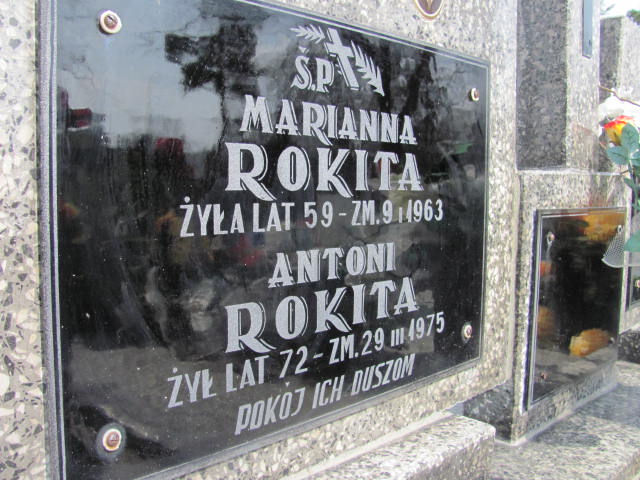 Ś.P.
MARIANNA
ROKITA
ŻYŁA LAT 59 - ZM. 9 I 1963
ANTONI
ROKITA
ŻYŁ LAT 72 - ZM. 29 III 1975
POKÓJ ICH DUSZOM